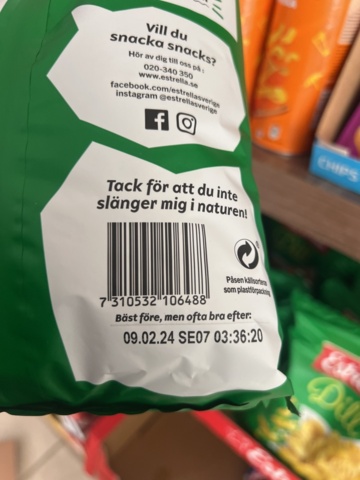 Vill du
snacka snacks?
Hör av dig till oss på:
020-340 350
www.estrella.se
facebook.com/estrellasverige
instagram @estrellasverige
Tack för att du inte
slänger mig i naturen!
7 310532 106488
Påsen källsorteras
som plastförpackning
Bäst före, men ofta bra efter:
09.02.24 SE07 03:36:20
CHIPS